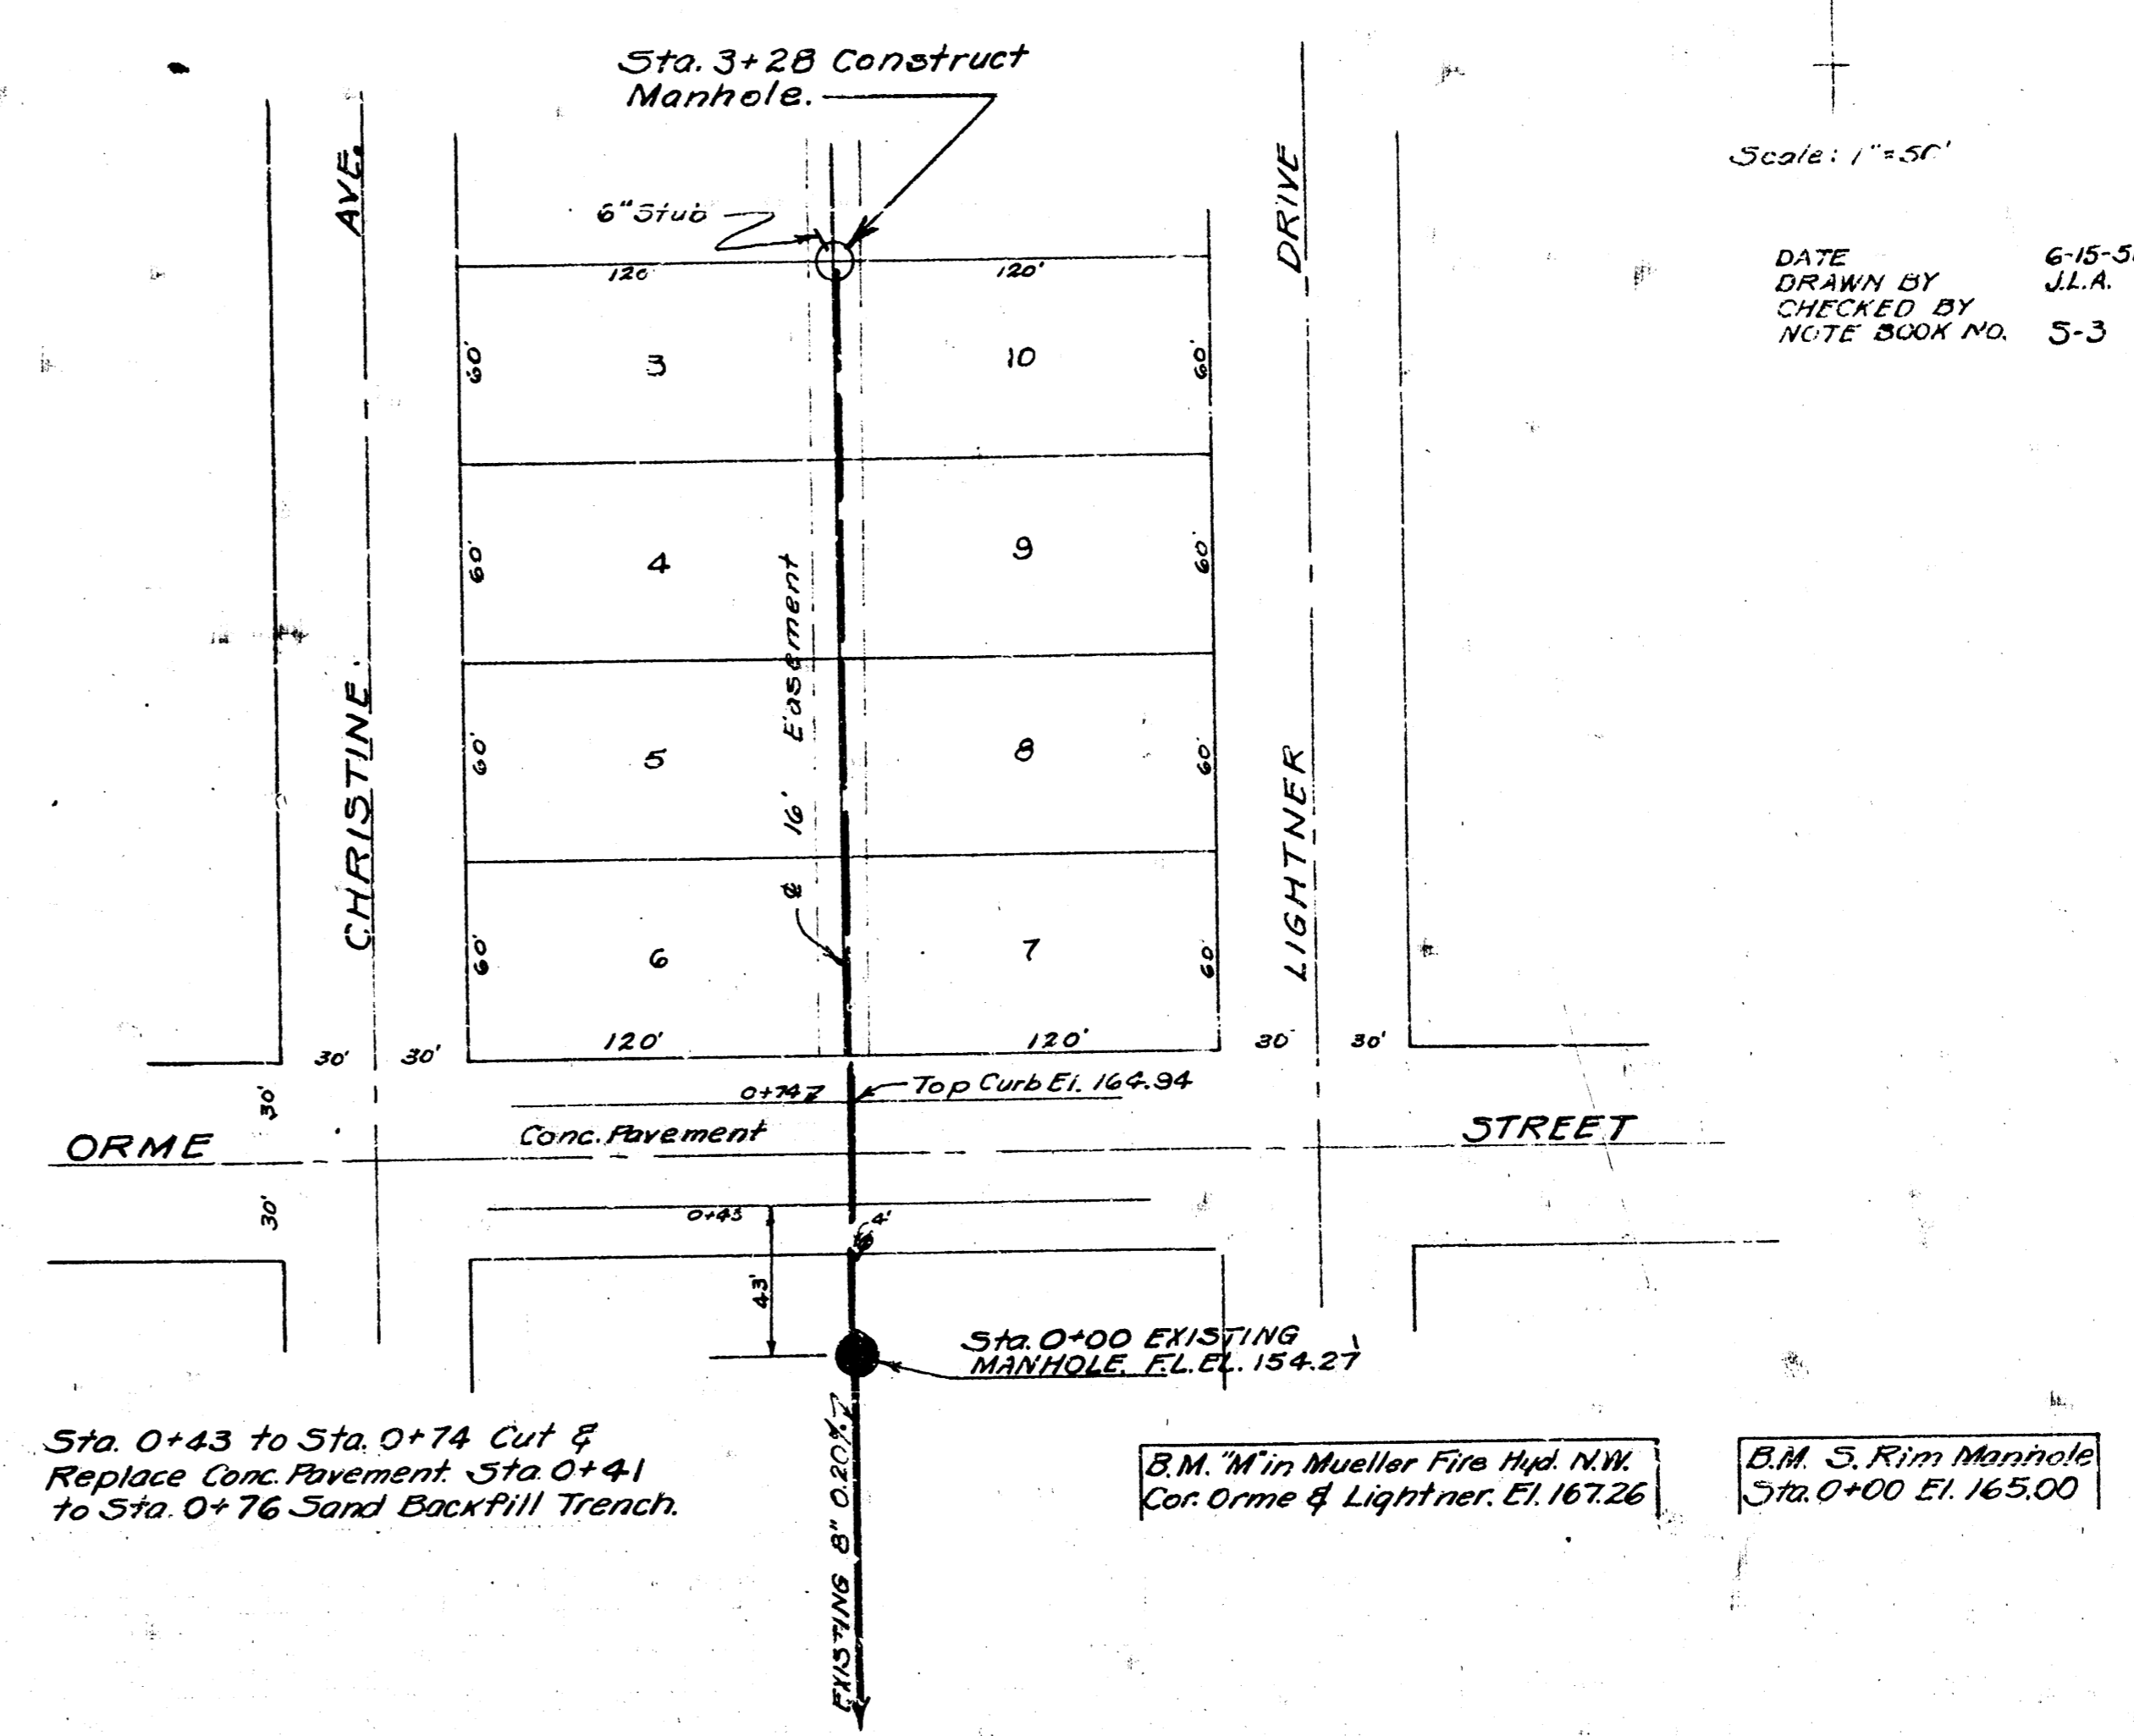 Sta. 3+28 Construct
Manhole.
Scale: 1"=50'
6" Stub
DATE 6-15-5
DRAWN BY J.L.A.
CHECKED BY
NOTE BOOK NO. S-3
AVE.
DRIVE
120'
120'
60'
3
10
60'
60'
4
9
60'
16' Easement
60'
5
8
60'
CHRISTINE.
LIGHTNER
℄
60'
6
7
60'
120'
120'
30'
30'
30'
30'
30'
0+74
Top Curb El. 164.94
Conc. Pavement
ORME
STREET
30'
0+43
4'
43'
Sta. 0+00 EXISTING
MANHOLE. F.L. EL. 154.27
Sta. 0+43 to Sta. 0+74 Cut &
Replace Conc. Pavement. Sta. 0+41
to Sta. 0+76 Sand Backfill Trench.
EXISTING 8" 0.20%
B.M. "M" in Mueller Fire Hyd. N.W.
Cor. Orme & Lightner. El. 167.26
B.M. S. Rim Manhole
Sta. 0+00 El. 165.00